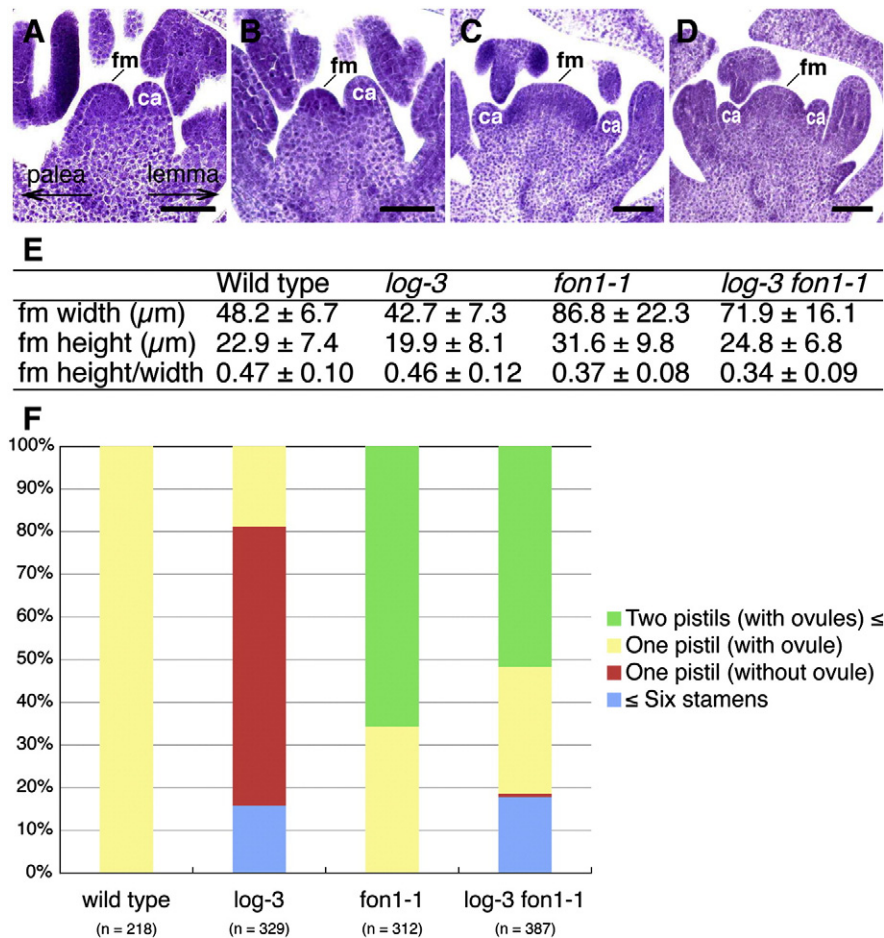 A
fm
ca
palea
lemma
B
fm
ca
C
fm
ca
ca
D
fm
ca
ca
E
Wild type log-3 fon1-1 log-3 fon1-1
fm width (µm) 48.2 ± 6.7 42.7 ± 7.3 86.8 ± 22.3 71.9 ± 16.1
fm height (µm) 22.9 ± 7.4 19.9 ± 8.1 31.6 ± 9.8 24.8 ± 6.8
fm height/width 0.47 ± 0.10 0.46 ± 0.12 0.37 ± 0.08 0.34 ± 0.09
F
100%
90%
80%
70%
60%
50%
40%
30%
20%
10%
0%
Two pistils (with ovules) ≤
One pistil (with ovule)
One pistil (without ovule)
≤ Six stamens
wild type log-3 fon1-1 log-3 fon1-1
(n = 218) (n = 329) (n = 312) (n = 387)